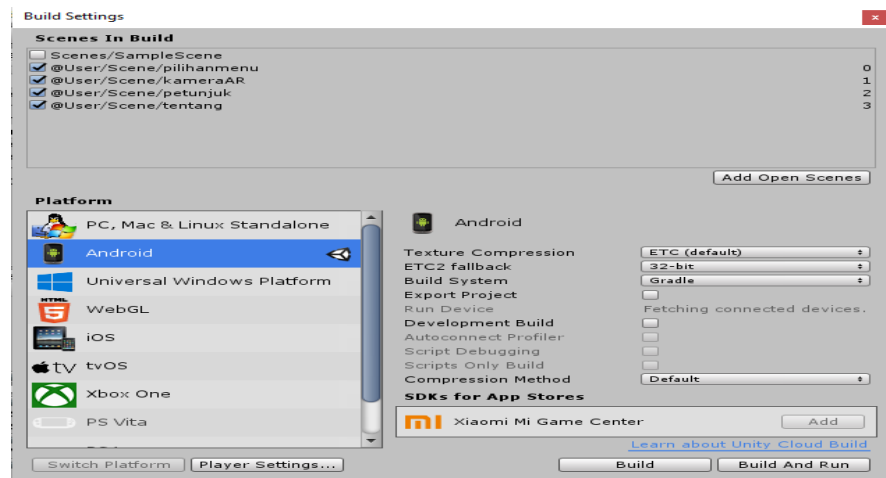 Build Settings
Scenes In Build
Scenes/SampleScene
@User/Scene/pilihanmenu 0
@User/Scene/kameraAR 1
@User/Scene/petunjuk 2
@User/Scene/tentang 3
Add Open Scenes
Platform
PC, Mac & Linux Standalone
Android
Universal Windows Platform
HTML
5
WebGL
iOS
tv tvOS
Xbox One
PS Vita
Android
Texture Compression ETC (default)
ETC2 fallback 32-bit
Build System Gradle
Export Project
Run Device Fetching connected devices.
Development Build
Autoconnect Profiler
Script Debugging
Scripts Only Build
Compression Method Default
SDKs for App Stores
Xiaomi Mi Game Center Add
Learn about Unity Cloud Build
Switch Platform Player Settings... Build Build And Run